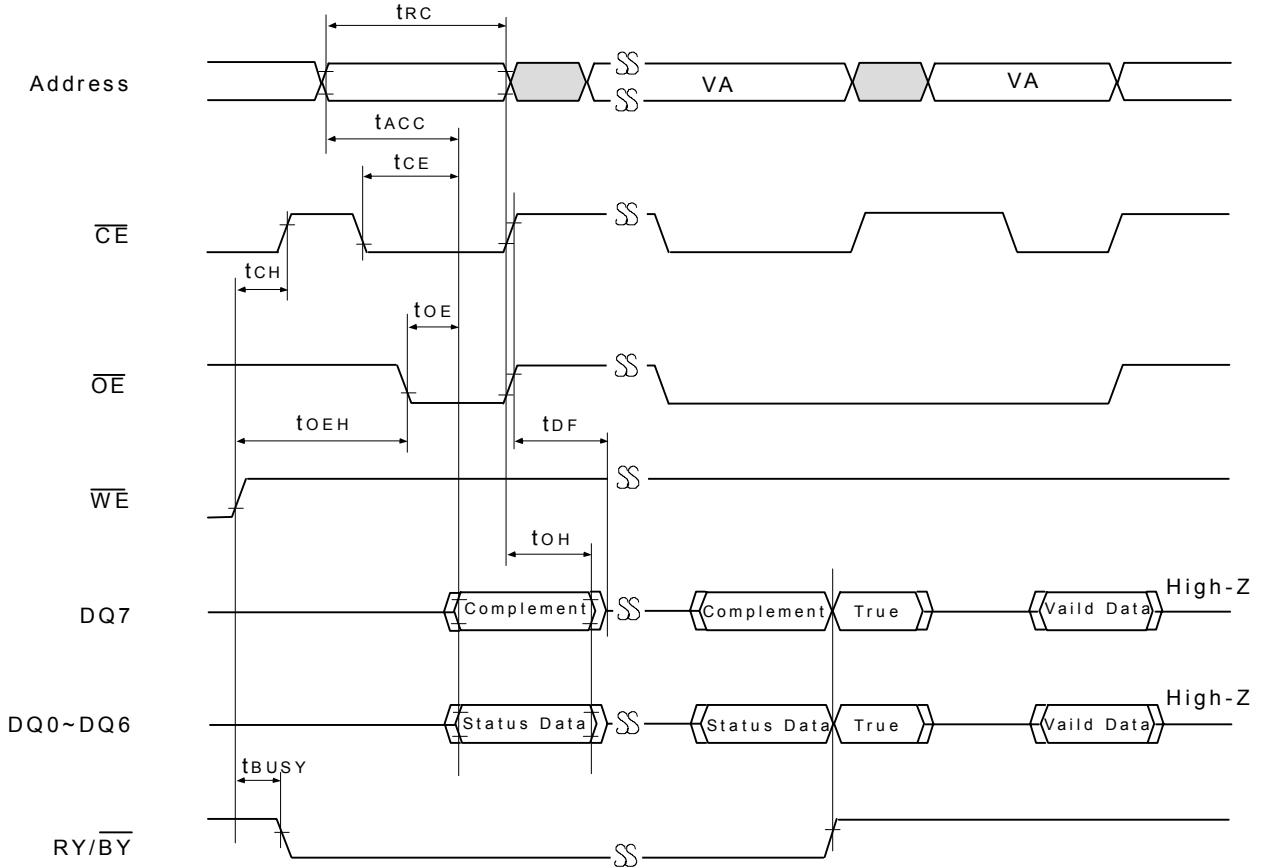 tRC
Address VA VA
tACC
tCE
CE
tCH
tOE
OE
tOEH tDF
WE
tOH
DQ7 Complement Complement True Vaild Data High-Z
DQ0~DQ6 Status Data Status Data True Vaild Data High-Z
tBUSY
RY/BY